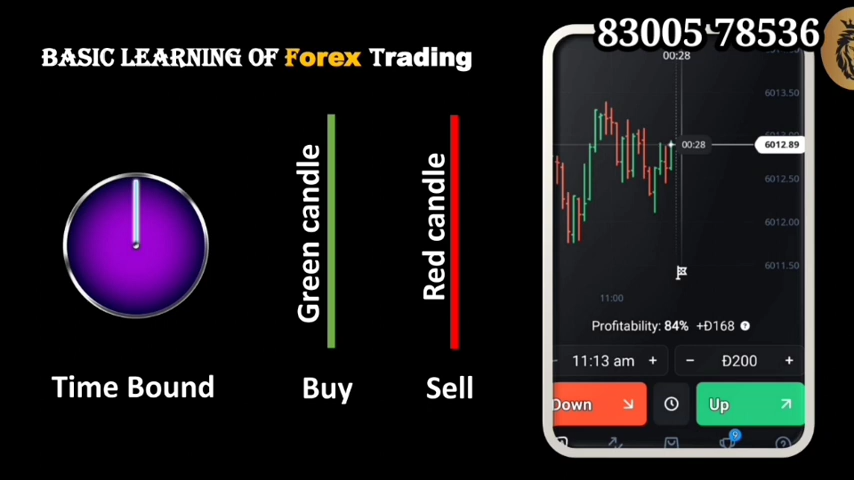 BASIC LEARNING OF Forex Trading
83005 78536
00:28
6013.50
00:28
6012.89
6012.50
6012.00
6011.50
11:00
Profitability: 84% +Đ168 ?
- 11:13 am + - Đ200 +
Down Up
Green candle
Red candle
Time Bound
Buy
Sell